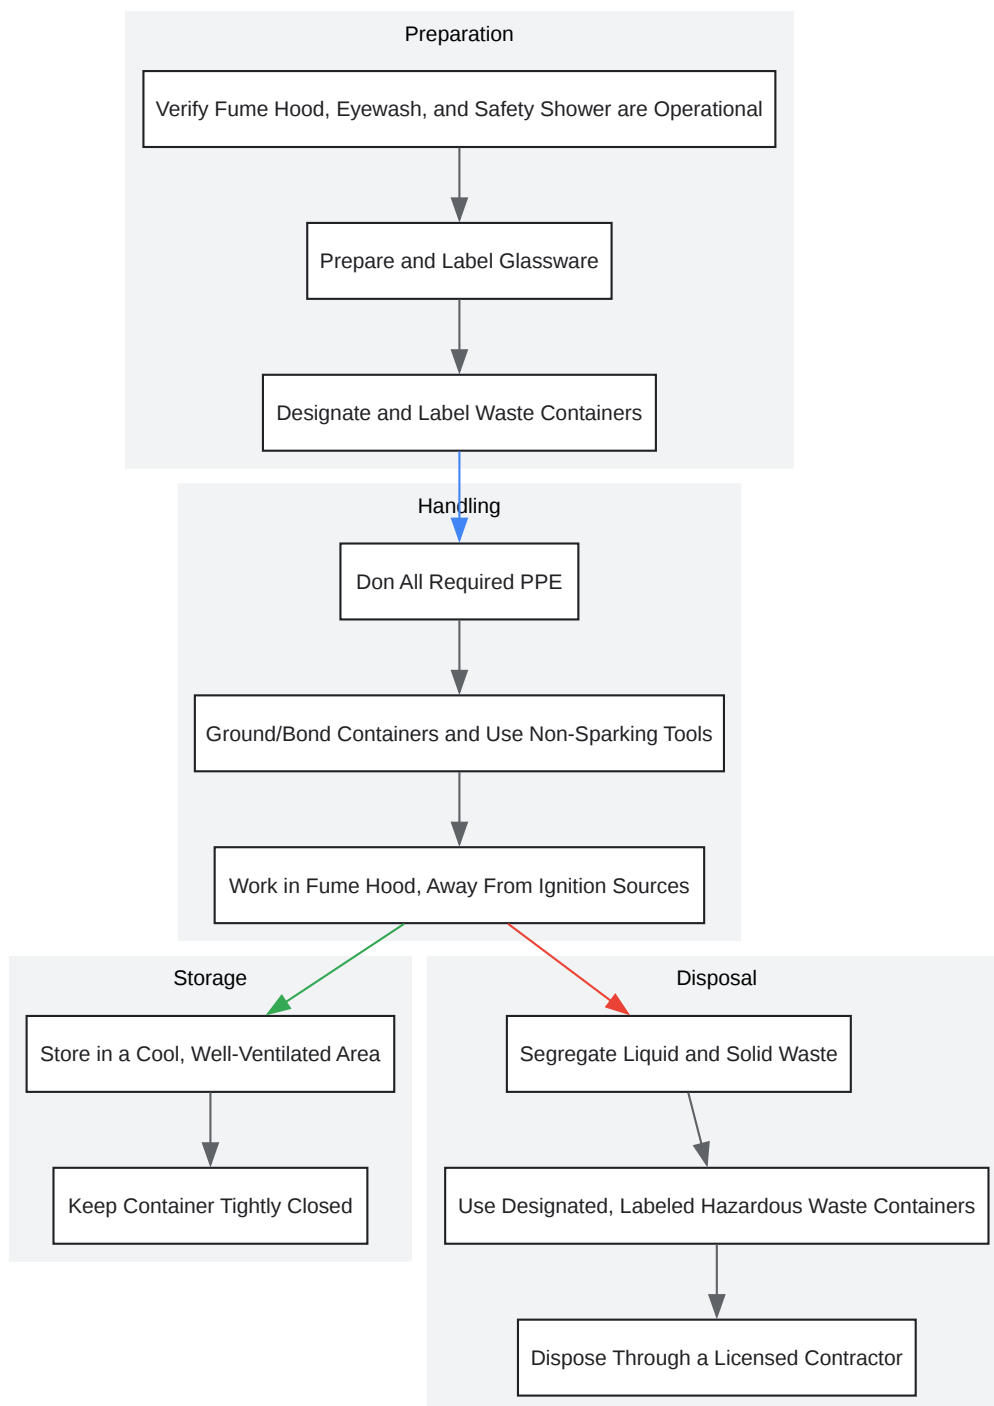 Preparation
Verify Fume Hood, Eyewash, and Safety Shower are Operational
Prepare and Label Glassware
Designate and Label Waste Containers
Handling
Don All Required PPE
Ground/Bond Containers and Use Non-Sparking Tools
Work in Fume Hood, Away From Ignition Sources
Storage
Store in a Cool, Well-Ventilated Area
Keep Container Tightly Closed
Disposal
Segregate Liquid and Solid Waste
Use Designated, Labeled Hazardous Waste Containers
Dispose Through a Licensed Contractor